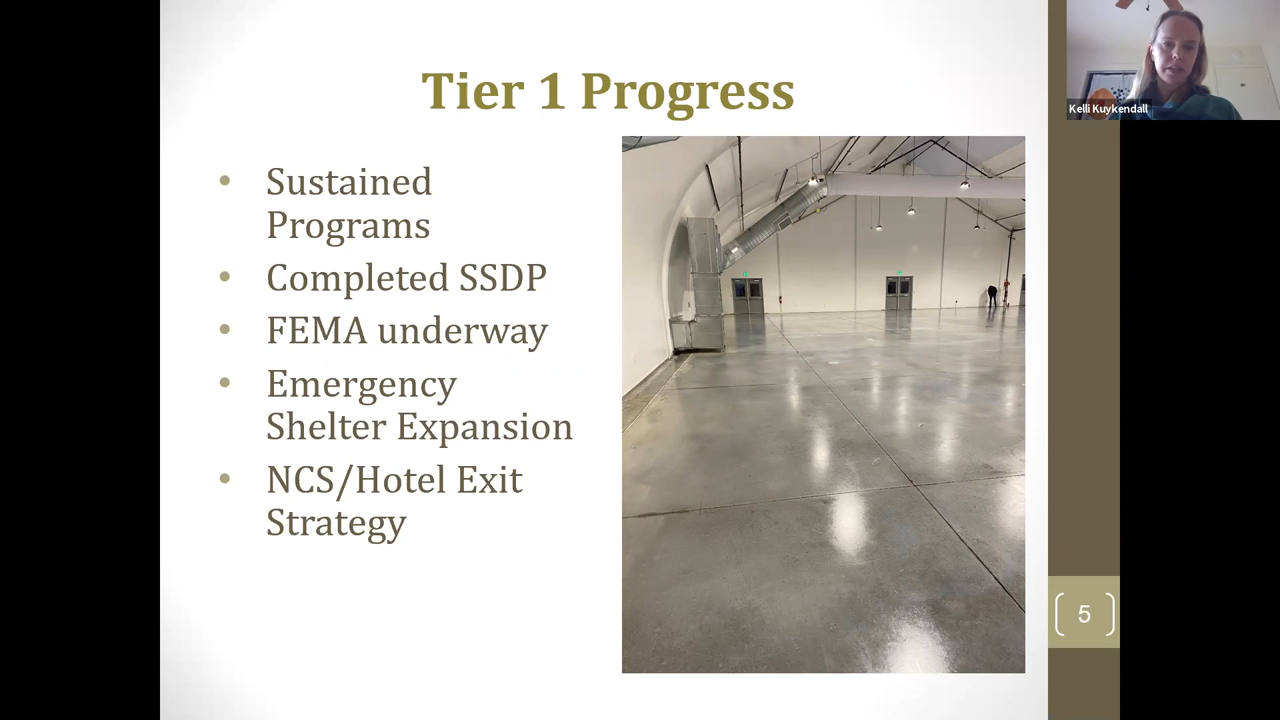 Tier 1 Progress
• Sustained
Programs
• Completed SSDP
• FEMA underway
• Emergency
Shelter Expansion
• NCS/Hotel Exit
Strategy
5
Kelli Kuykendall